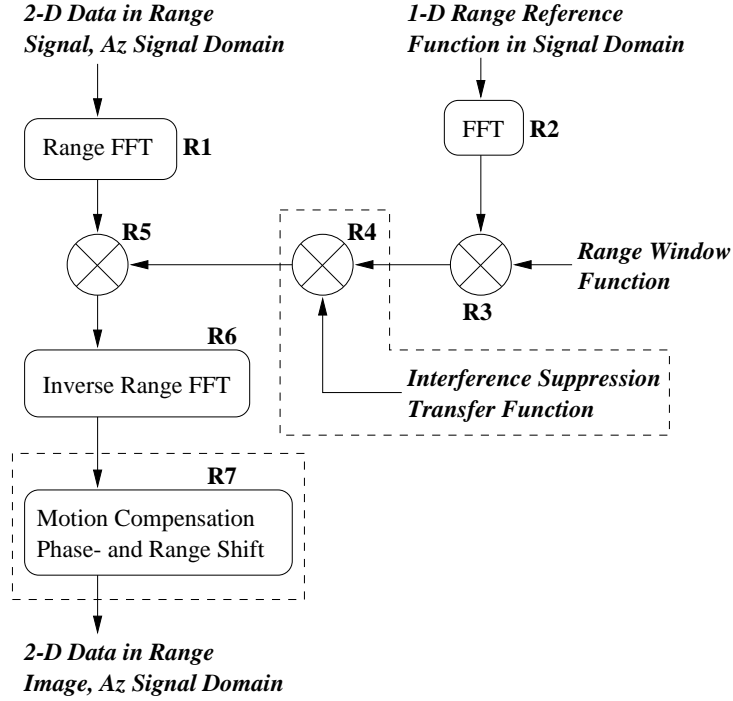 2-D Data in Range
Signal, Az Signal Domain
1-D Range Reference
Function in Signal Domain
Range FFT
R1
FFT
R2
R5
R4
R3
Range Window
Function
R6
Inverse Range FFT
Interference Suppression
Transfer Function
R7
Motion Compensation
Phase- and Range Shift
2-D Data in Range
Image, Az Signal Domain